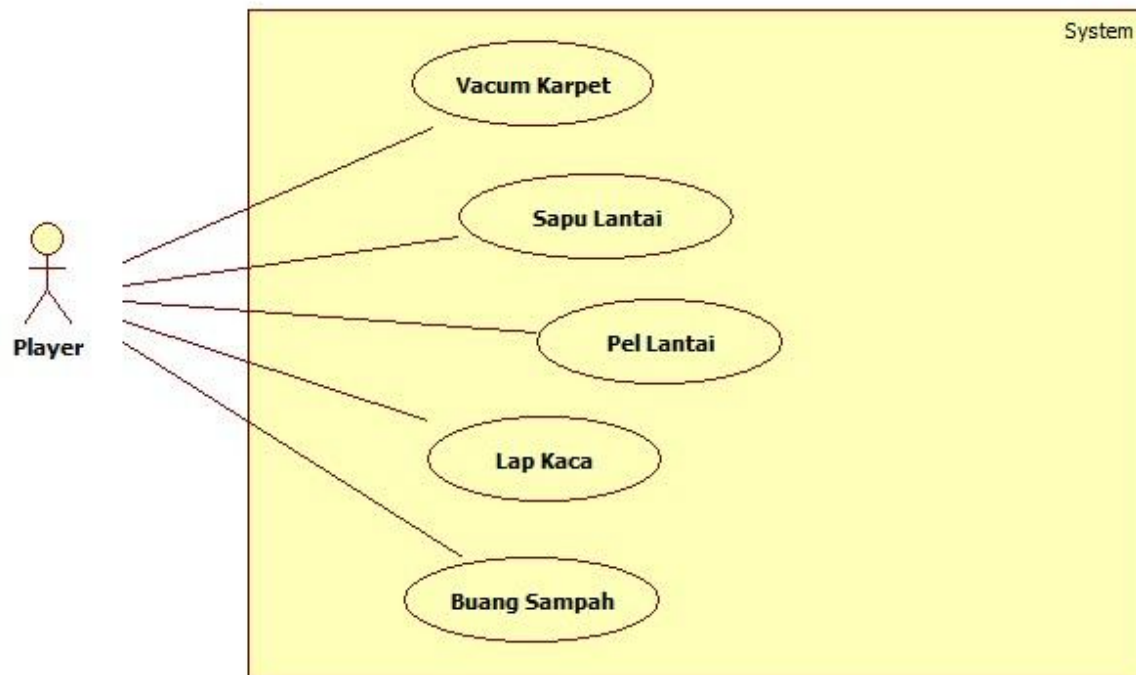 System
Vacum Karpet
Sapu Lantai
Player
Pel Lantai
Lap Kaca
Buang Sampah